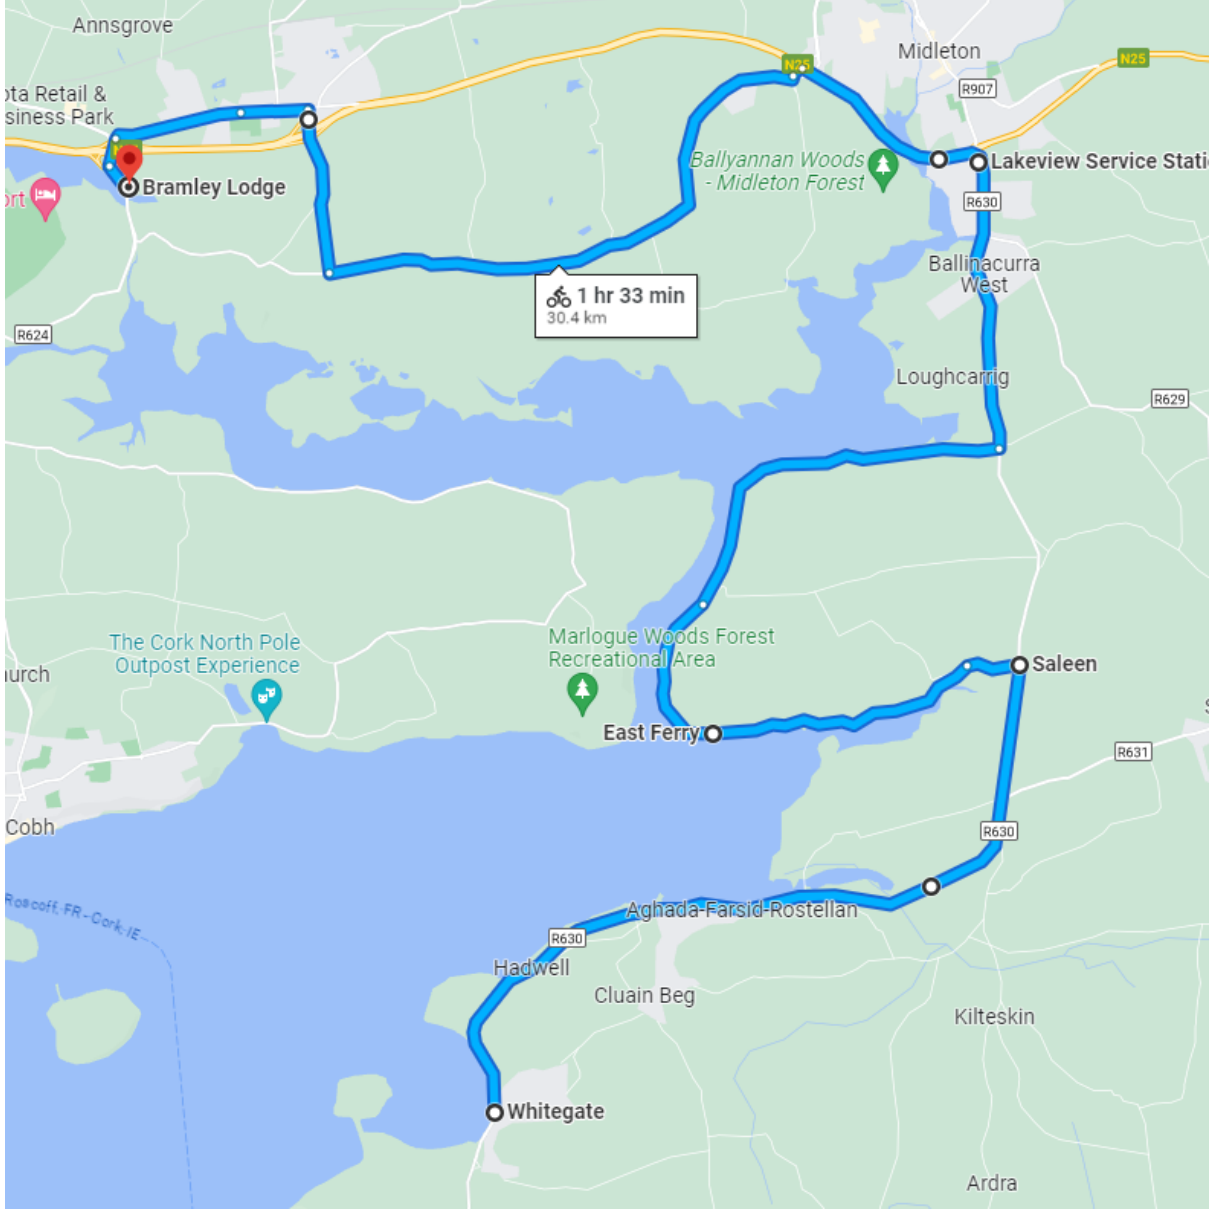 Annsgrove
Midleton
N25
N25
ota Retail &
siness Park
R907
Ballyannan Woods
- Midleton Forest
Lakeview Service Stati
Bramley Lodge
ort
R630
Ballinacurra
West
1 hr 33 min
30.4 km
R624
Loughcarrig
R629
The Cork North Pole
Outpost Experience
Marlogue Woods Forest
Recreational Area
Saleen
urch
East Ferry
S
R631
Cobh
R630
Roscoff, FR - Cork, IE
Aghada-Farsid-Rostellan
R630
Hadwell
Cluain Beg
Kilteskin
Whitegate
Ardra